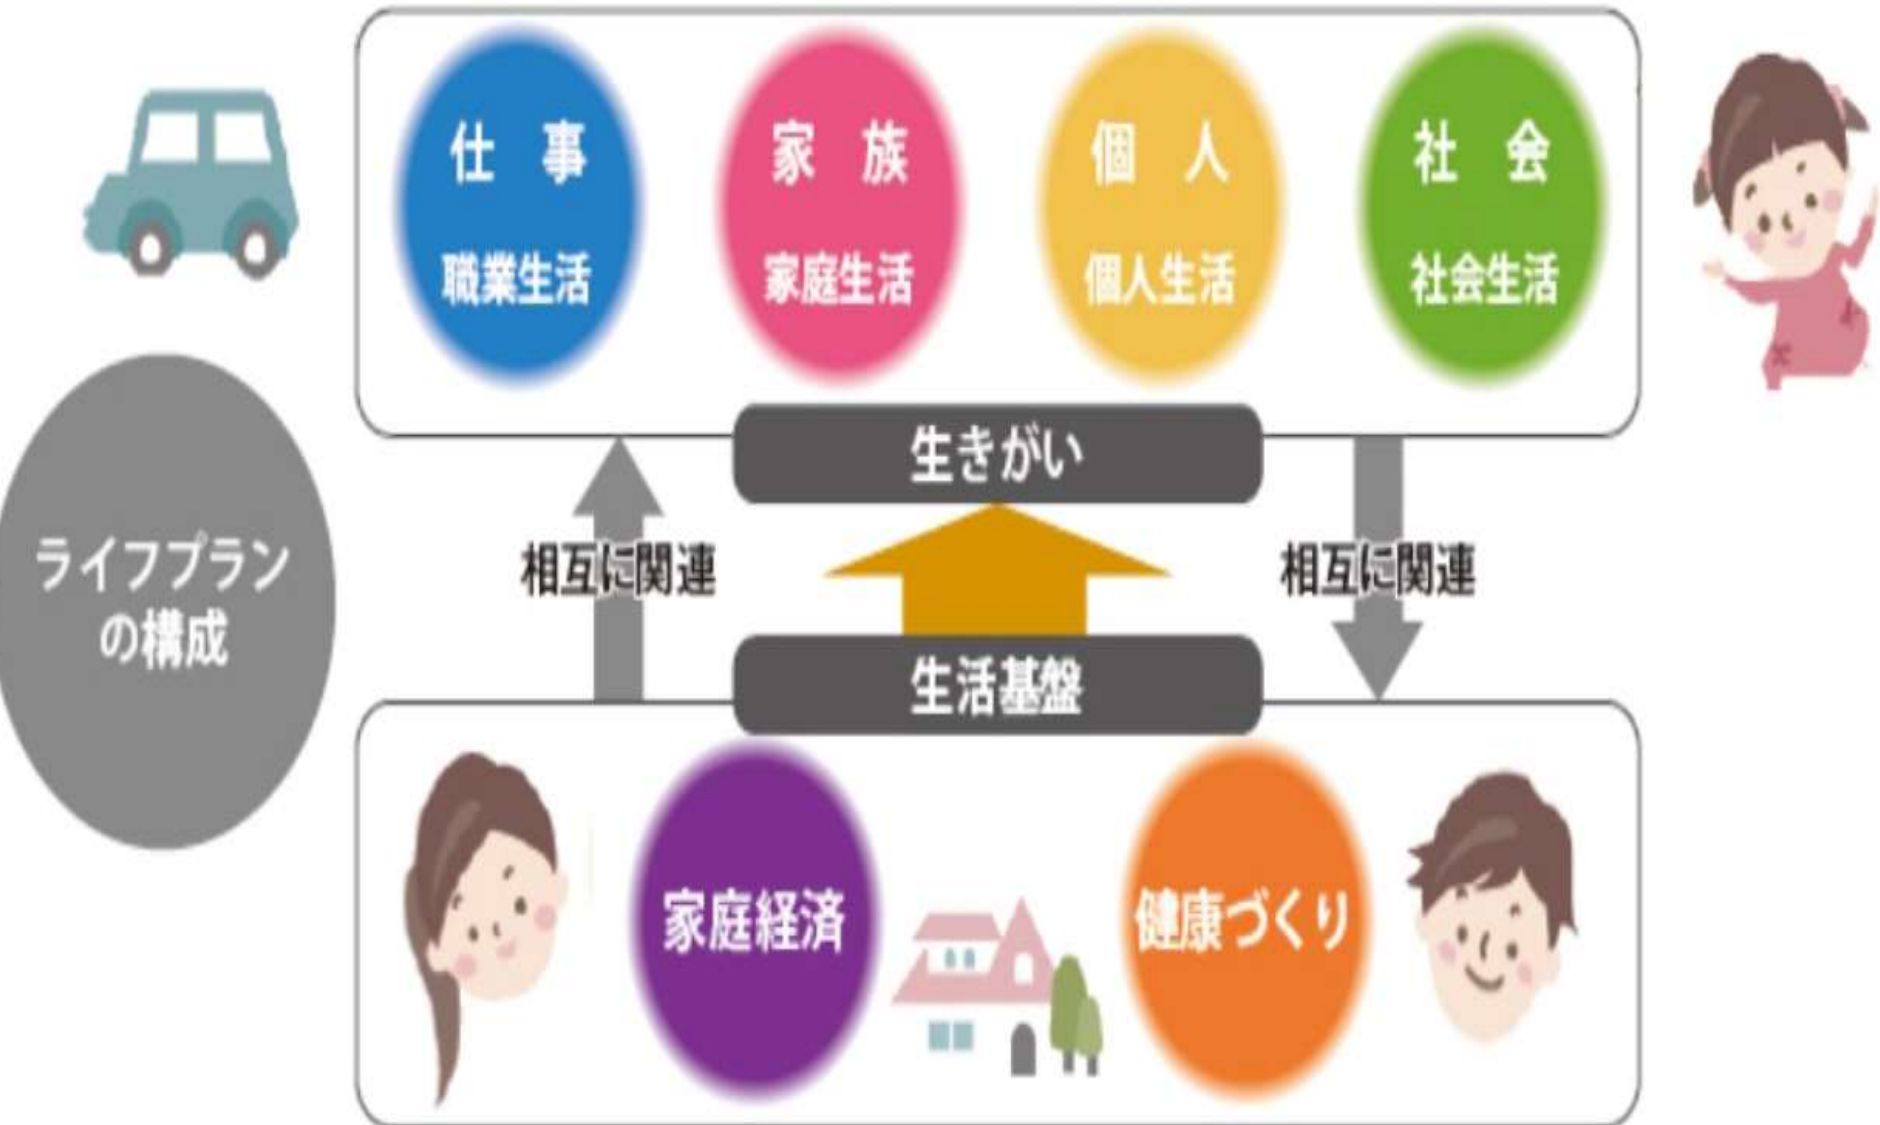 仕 事
職業生活
家 族
家庭生活
個 人
個人生活
社 会
社会生活
生きがい
ライフプラン
の構成
相互に関連
相互に関連
生活基盤
家庭経済
健康づくり